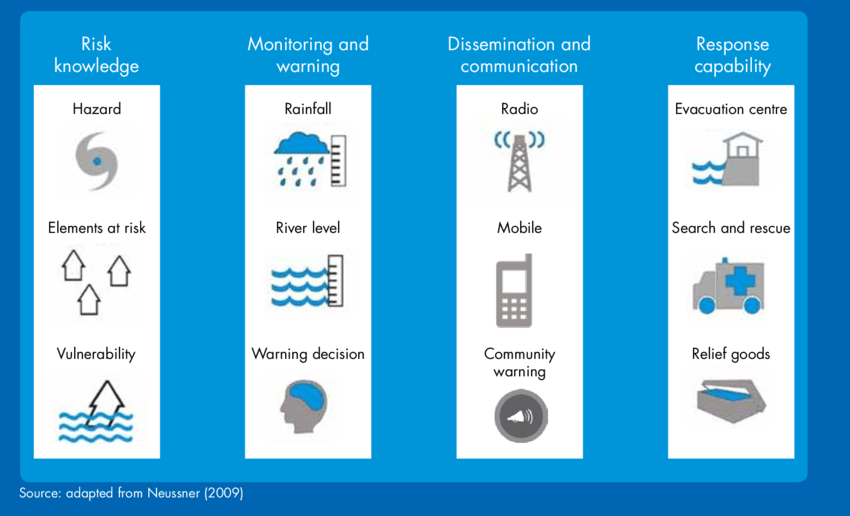 Risk
knowledge
Hazard
Elements at risk
Vulnerability
Monitoring and
warning
Rainfall
River level
Warning decision
Dissemination and
communication
Radio
Mobile
Community
warning
Response
capability
Evacuation centre
Search and rescue
Relief goods
Source: adapted from Neussner (2009)